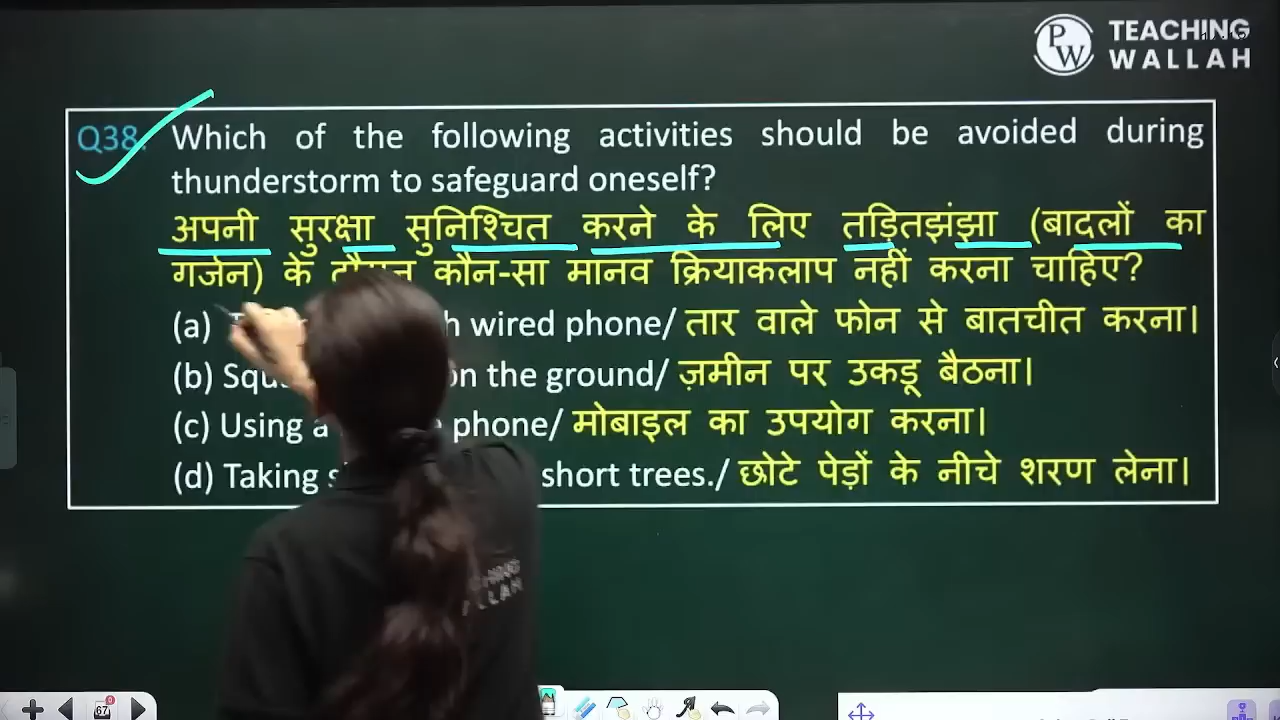 TEACHING
WALLAH
Q38. Which of the following activities should be avoided during
thunderstorm to safeguard oneself?
अपनी सुरक्षा सुनिश्चित करने के लिए तड़ितझंझा (बादलों का
गर्जन) के दौरान कौन-सा मानव क्रियाकलाप नहीं करना चाहिए?
(a) wired phone/ तार वाले फोन से बातचीत करना।
(b) on the ground/ ज़मीन पर उकडू बैठना।
(c) Using a phone/ मोबाइल का उपयोग करना।
(d) Taking short trees./ छोटे पेड़ों के नीचे शरण लेना।